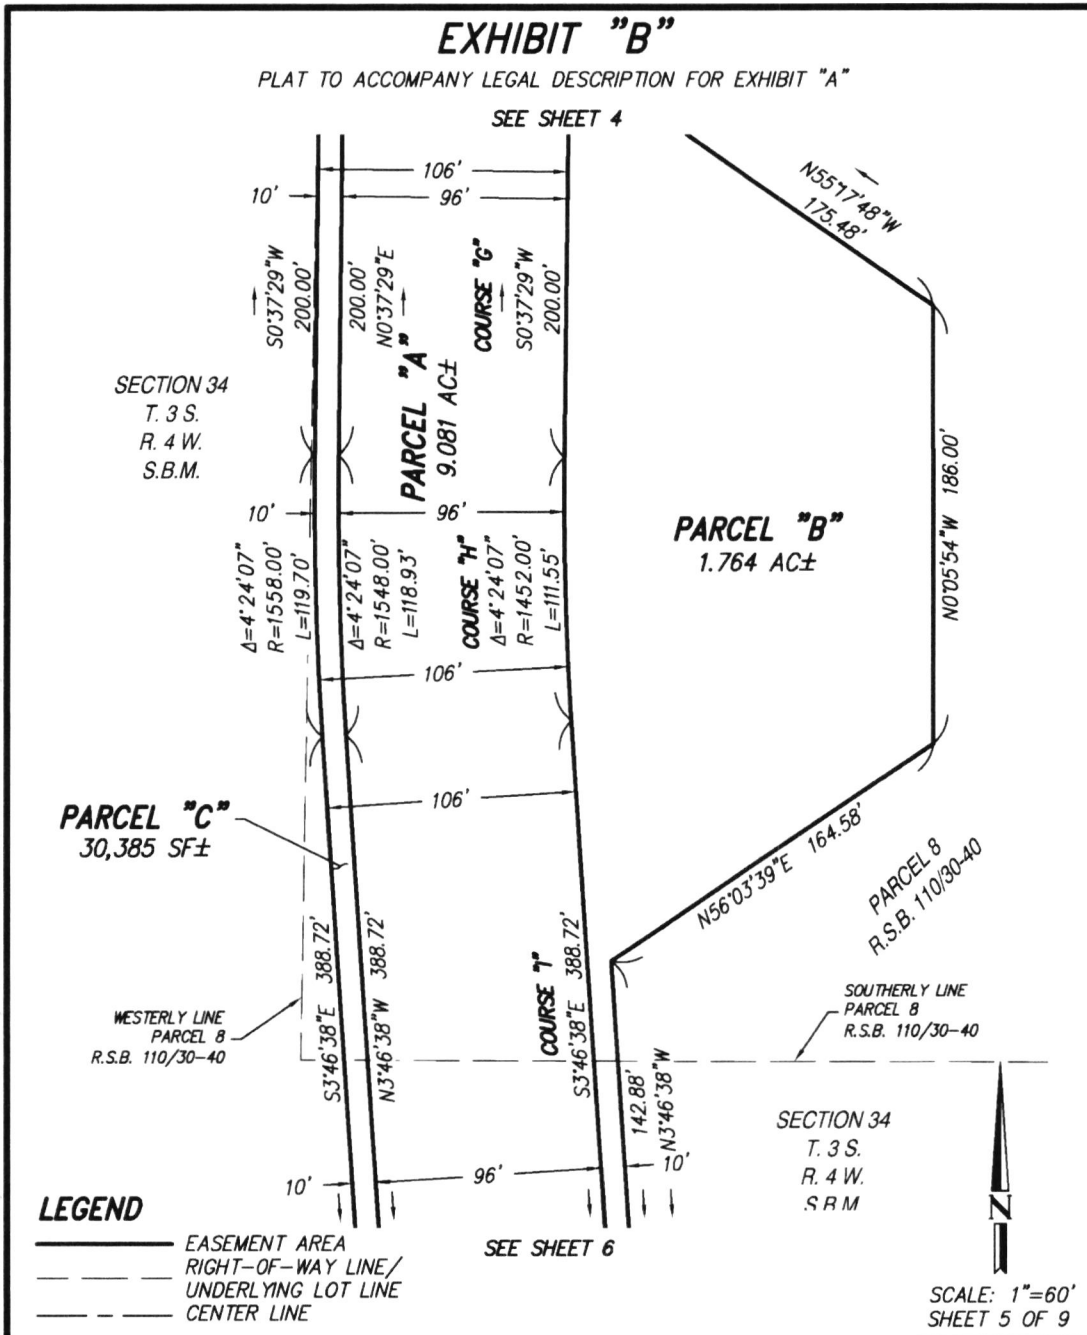 EXHIBIT "B"
PLAT TO ACCOMPANY LEGAL DESCRIPTION FOR EXHIBIT "A"
SEE SHEET 4
106'
10'
96'
N55°17'48"W
175.48'
S0°37'29"W
200.00'
200.00'
N0°37'29"E
COURSE "G"
S0°37'29"W
200.00'
PARCEL "A"
9.081 AC±
SECTION 34
T. 3 S.
R. 4 W.
S.B.M.
10'
96'
PARCEL "B"
1.764 AC±
N0°05'54"W 186.00'
Δ=4°24'07"
R=1558.00'
L=119.70'
Δ=4°24'07"
R=1548.00'
L=118.93'
COURSE "H"
Δ=4°24'07"
R=1452.00'
L=111.55'
106'
106'
PARCEL "C"
30,385 SF±
N56°03'39"E 164.58'
PARCEL 8
R.S.B. 110/30-40
S3°46'38"E 388.72'
N3°46'38"W 388.72'
COURSE "I"
S3°46'38"E 388.72'
WESTERLY LINE
PARCEL 8
R.S.B. 110/30-40
SOUTHERLY LINE
PARCEL 8
R.S.B. 110/30-40
142.88'
N3°46'38"W
SECTION 34
T. 3 S.
R. 4 W.
S.B.M
10'
96'
10'
LEGEND
EASEMENT AREA
RIGHT-OF-WAY LINE/
UNDERLYING LOT LINE
CENTER LINE
SEE SHEET 6
N
SCALE: 1"=60'
SHEET 5 OF 9